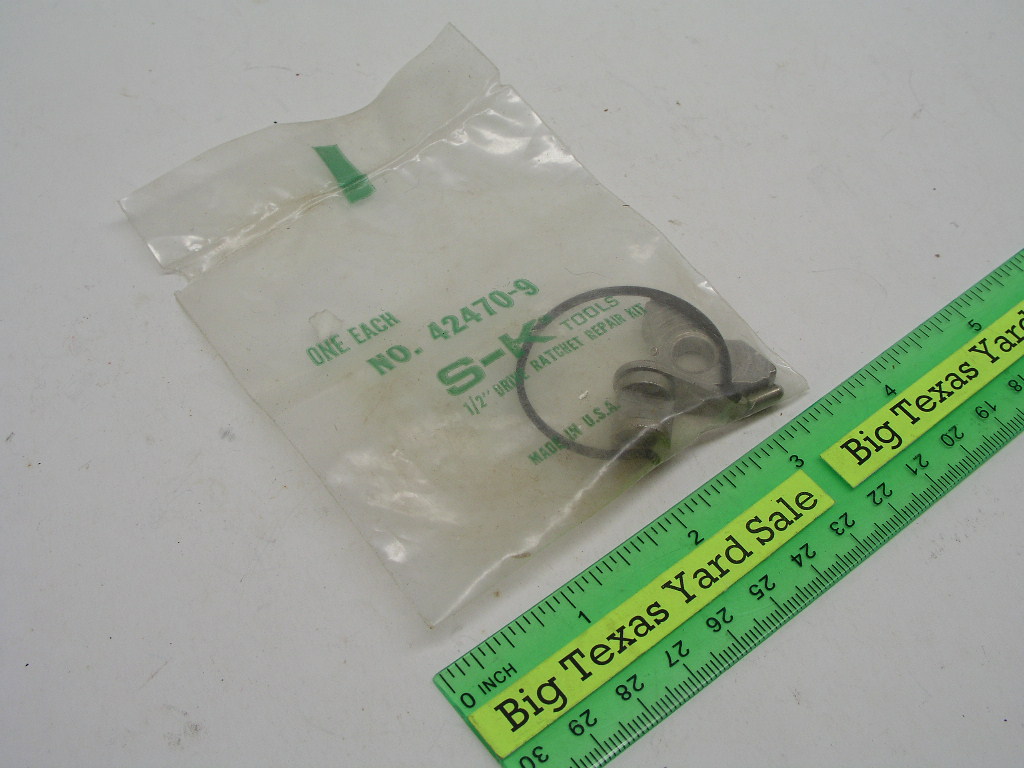 ONE EACH
NO. 42470-9
S-K TOOLS
1/2" DRIVE RATCHET REPAIR KIT
MADE IN U.S.A.
0 INCH 1 2 3 4 5
Big Texas Yard Sale
Big Texas Yard
30 29 28 27 26 25 24 23 22 21 20 19 18